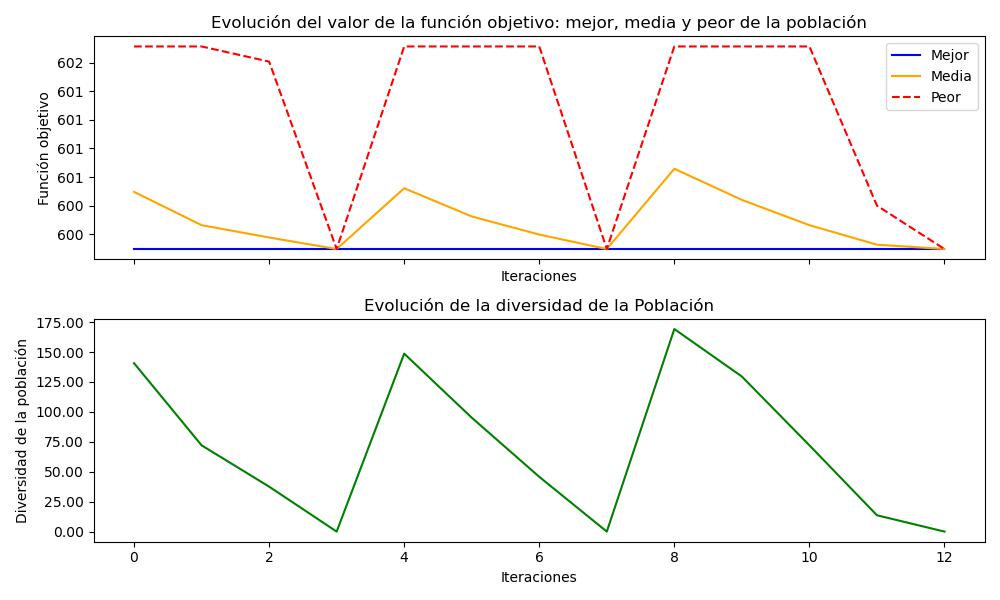 Evolución del valor de la función objetivo: mejor, media y peor de la población
Función objetivo
602
601
601
601
601
600
600
Mejor
Media
Peor
Iteraciones
Evolución de la diversidad de la Población
Diversidad de la población
175.00
150.00
125.00
100.00
75.00
50.00
25.00
0.00
0 2 4 6 8 10 12
Iteraciones